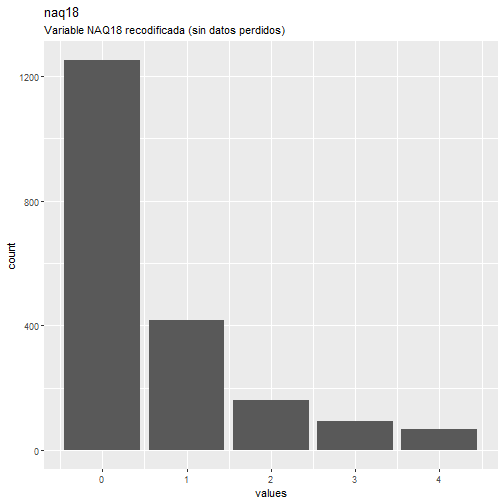 naq18
Variable NAQ18 recodificada (sin datos perdidos)
1200
800
400
0
count
0 1 2 3 4
values